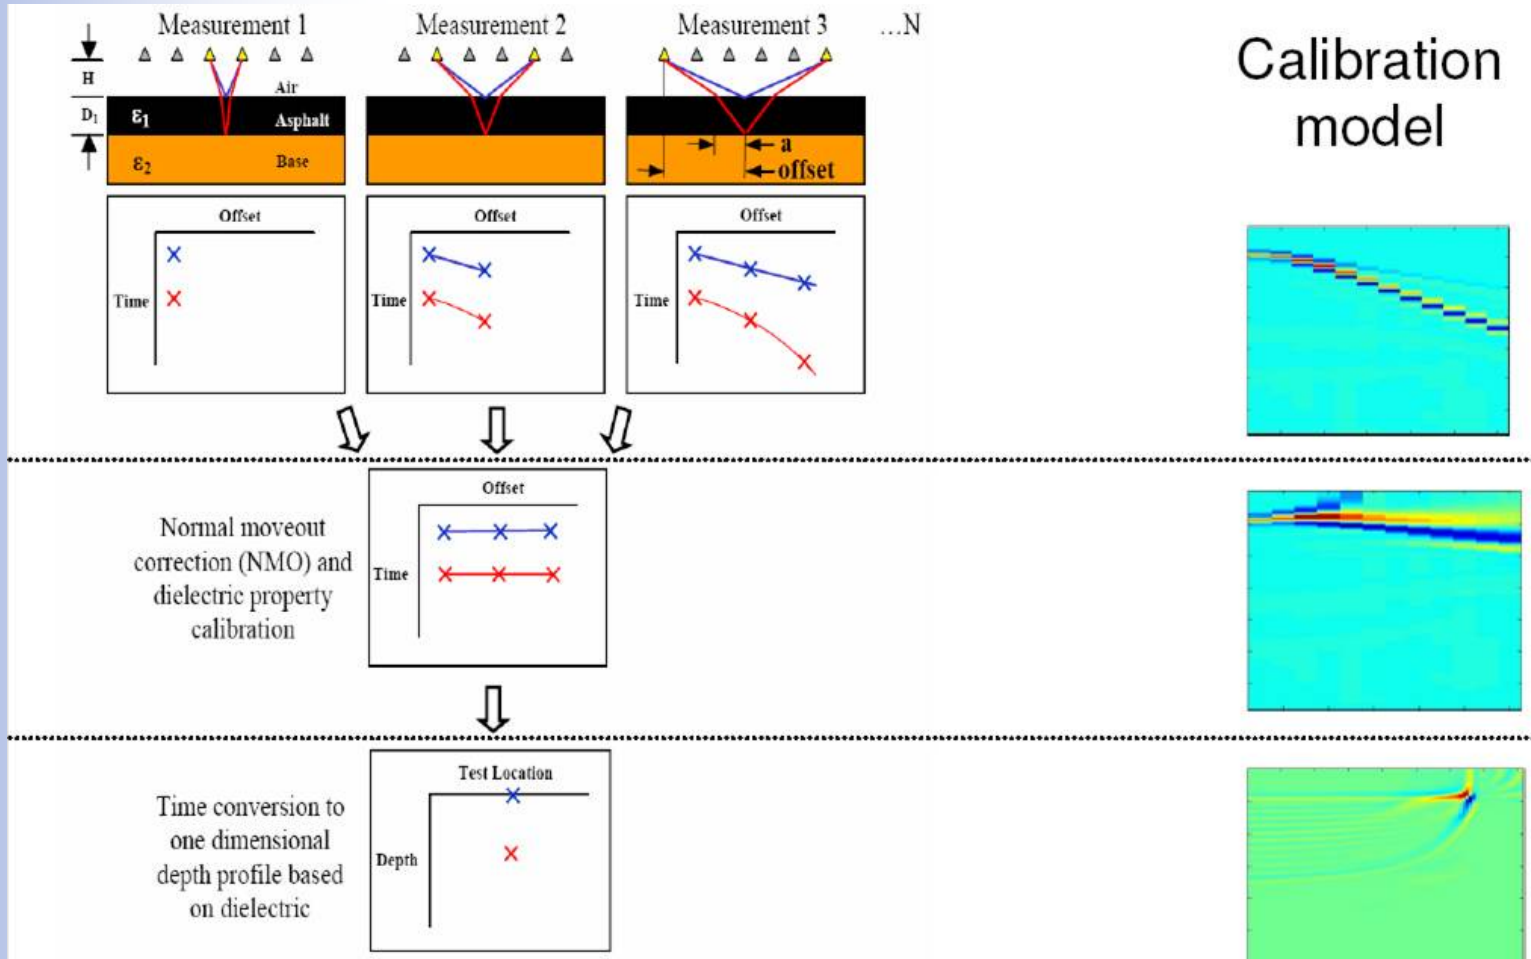 Measurement 1
Measurement 2
Measurement 3
...N
Calibration
model
H
Air
D1
ε1
Asphalt
ε2
Base
a
offset
Offset
Time
Offset
Time
Offset
Time
Normal moveout
correction (NMO) and
dielectric property
calibration
Offset
Time
Time conversion to
one dimensional
depth profile based
on dielectric
Test Location
Depth